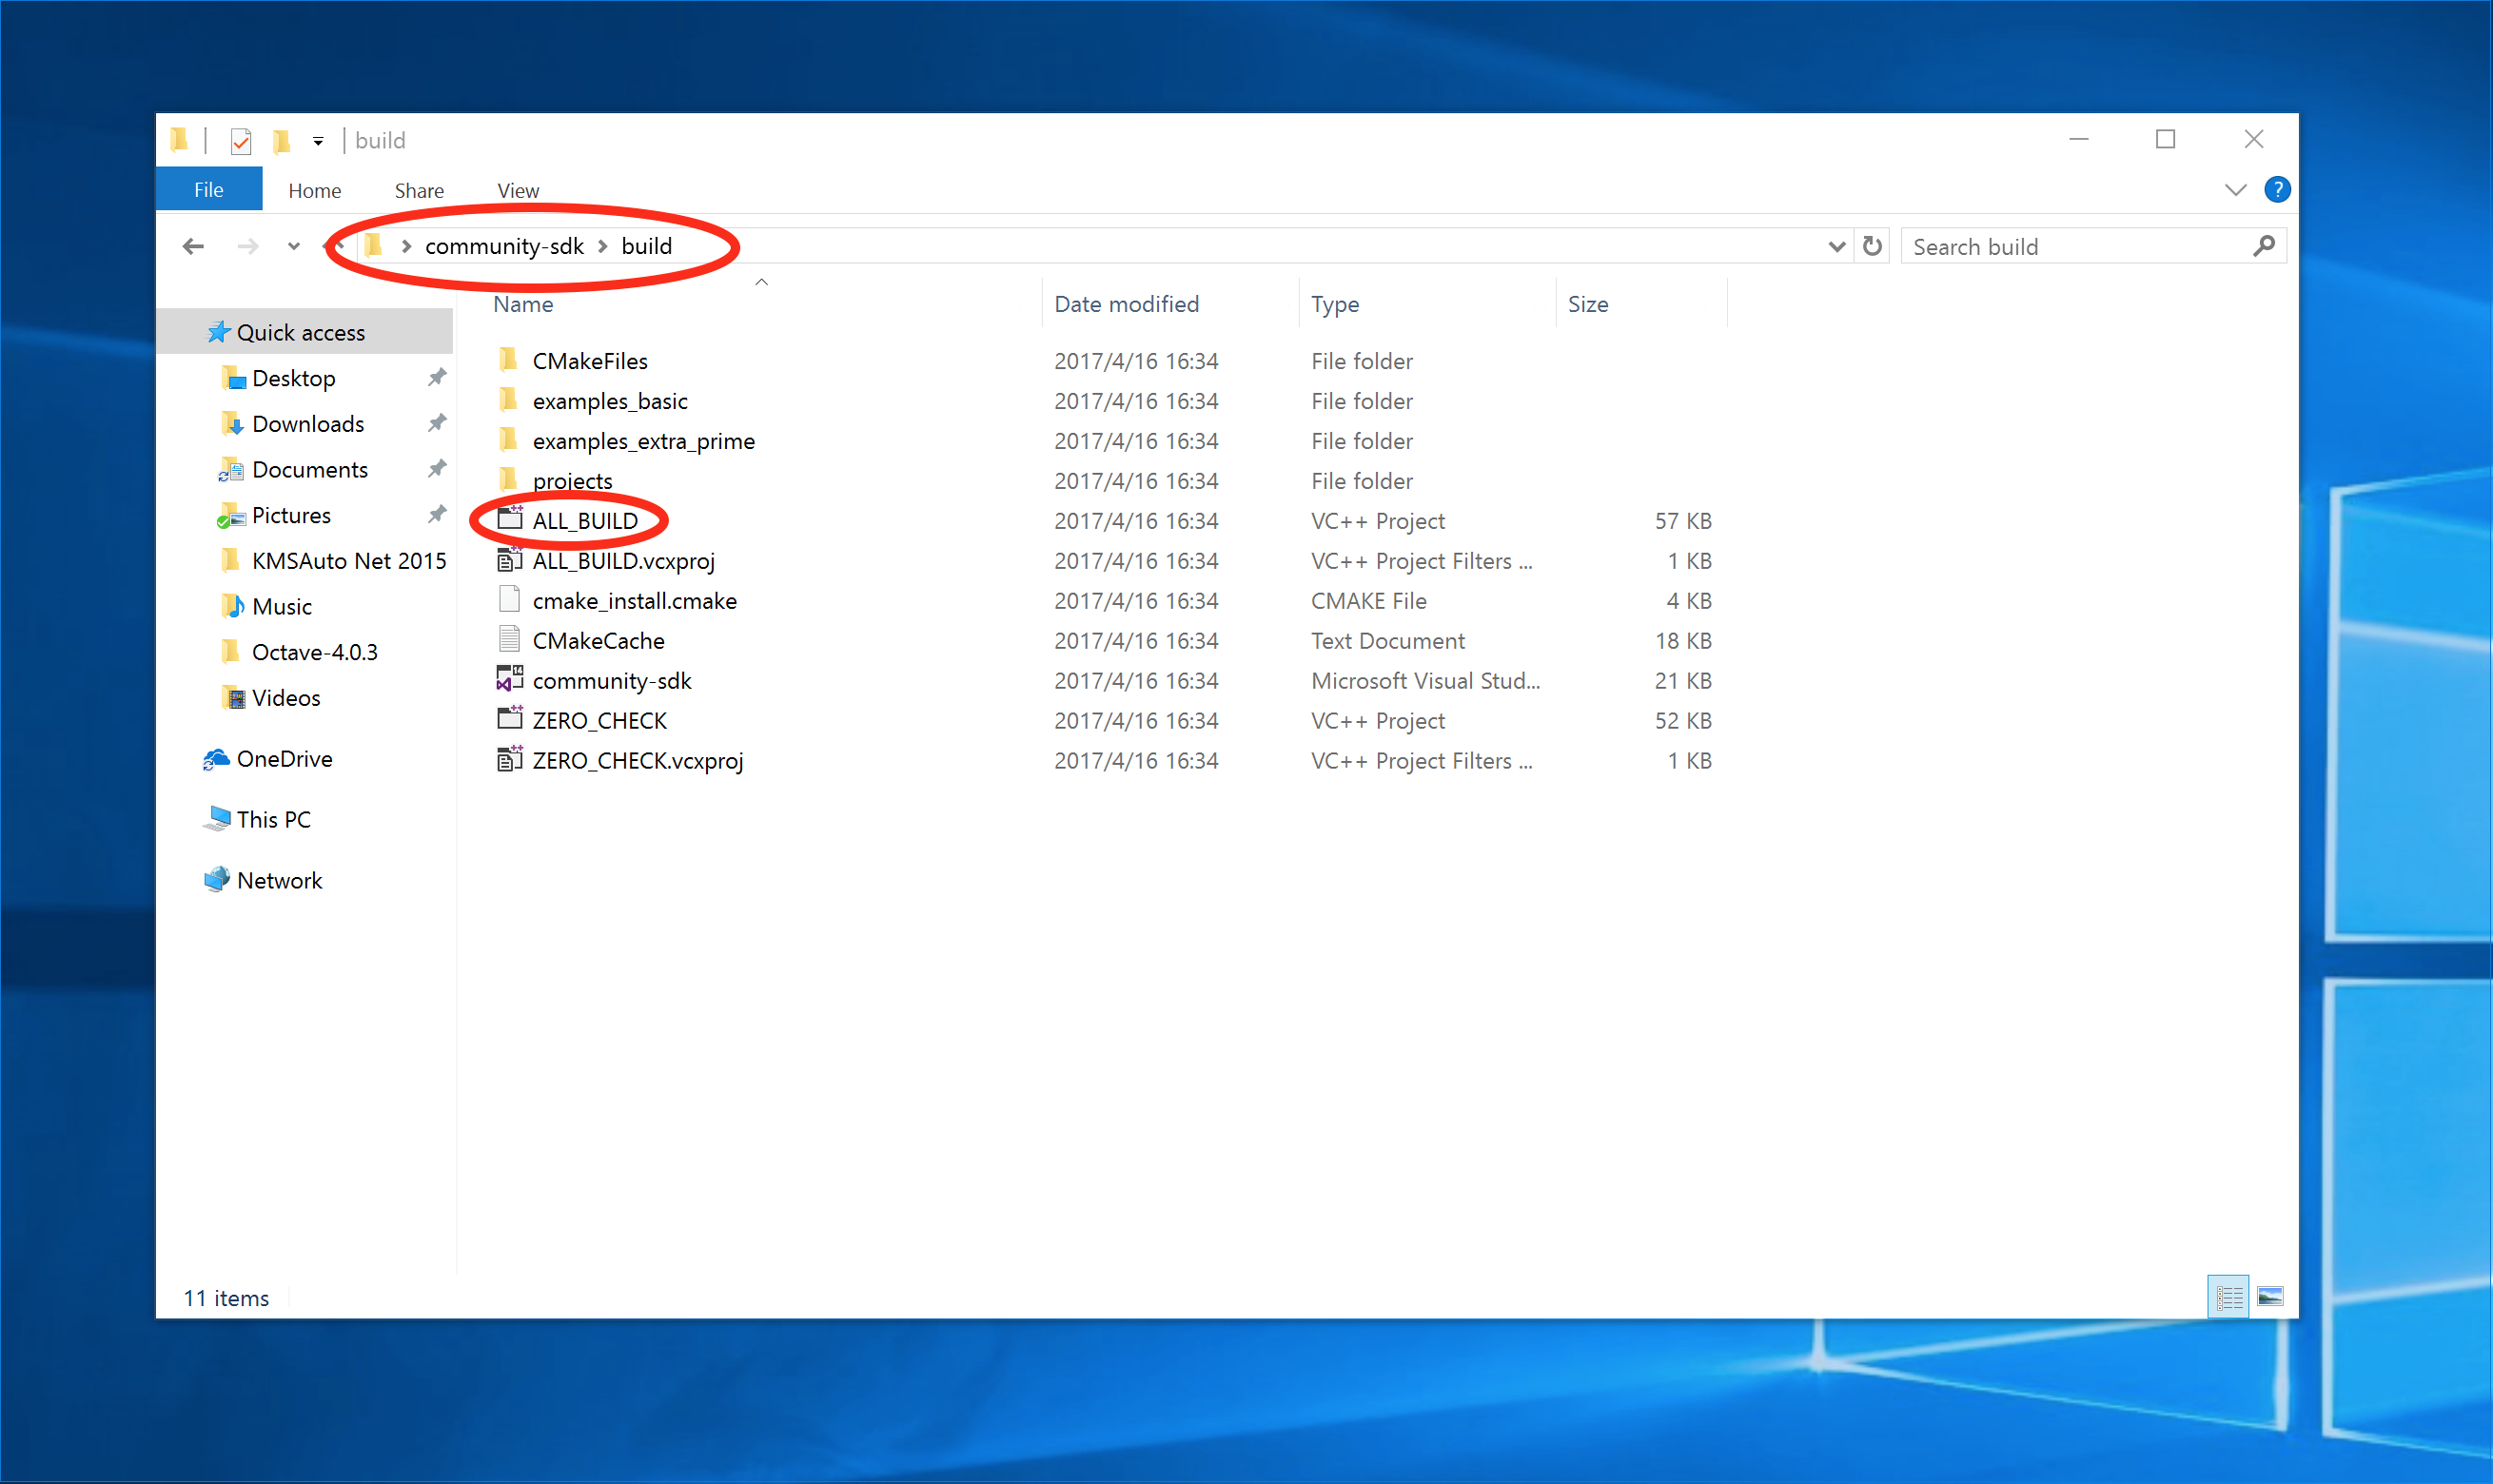 build
File Home Share View
community-sdk build
Search build
Name Date modified Type Size
Quick access
Desktop
Downloads
Documents
Pictures
KMSAuto Net 2015
Music
Octave-4.0.3
Videos
OneDrive
This PC
Network
CMakeFiles 2017/4/16 16:34 File folder
examples_basic 2017/4/16 16:34 File folder
examples_extra_prime 2017/4/16 16:34 File folder
projects 2017/4/16 16:34 File folder
ALL_BUILD 2017/4/16 16:34 VC++ Project 57 KB
ALL_BUILD.vcxproj 2017/4/16 16:34 VC++ Project Filters ... 1 KB
cmake_install.cmake 2017/4/16 16:34 CMAKE File 4 KB
CMakeCache 2017/4/16 16:34 Text Document 18 KB
community-sdk 2017/4/16 16:34 Microsoft Visual Stud... 21 KB
ZERO_CHECK 2017/4/16 16:34 VC++ Project 52 KB
ZERO_CHECK.vcxproj 2017/4/16 16:34 VC++ Project Filters ... 1 KB
11 items